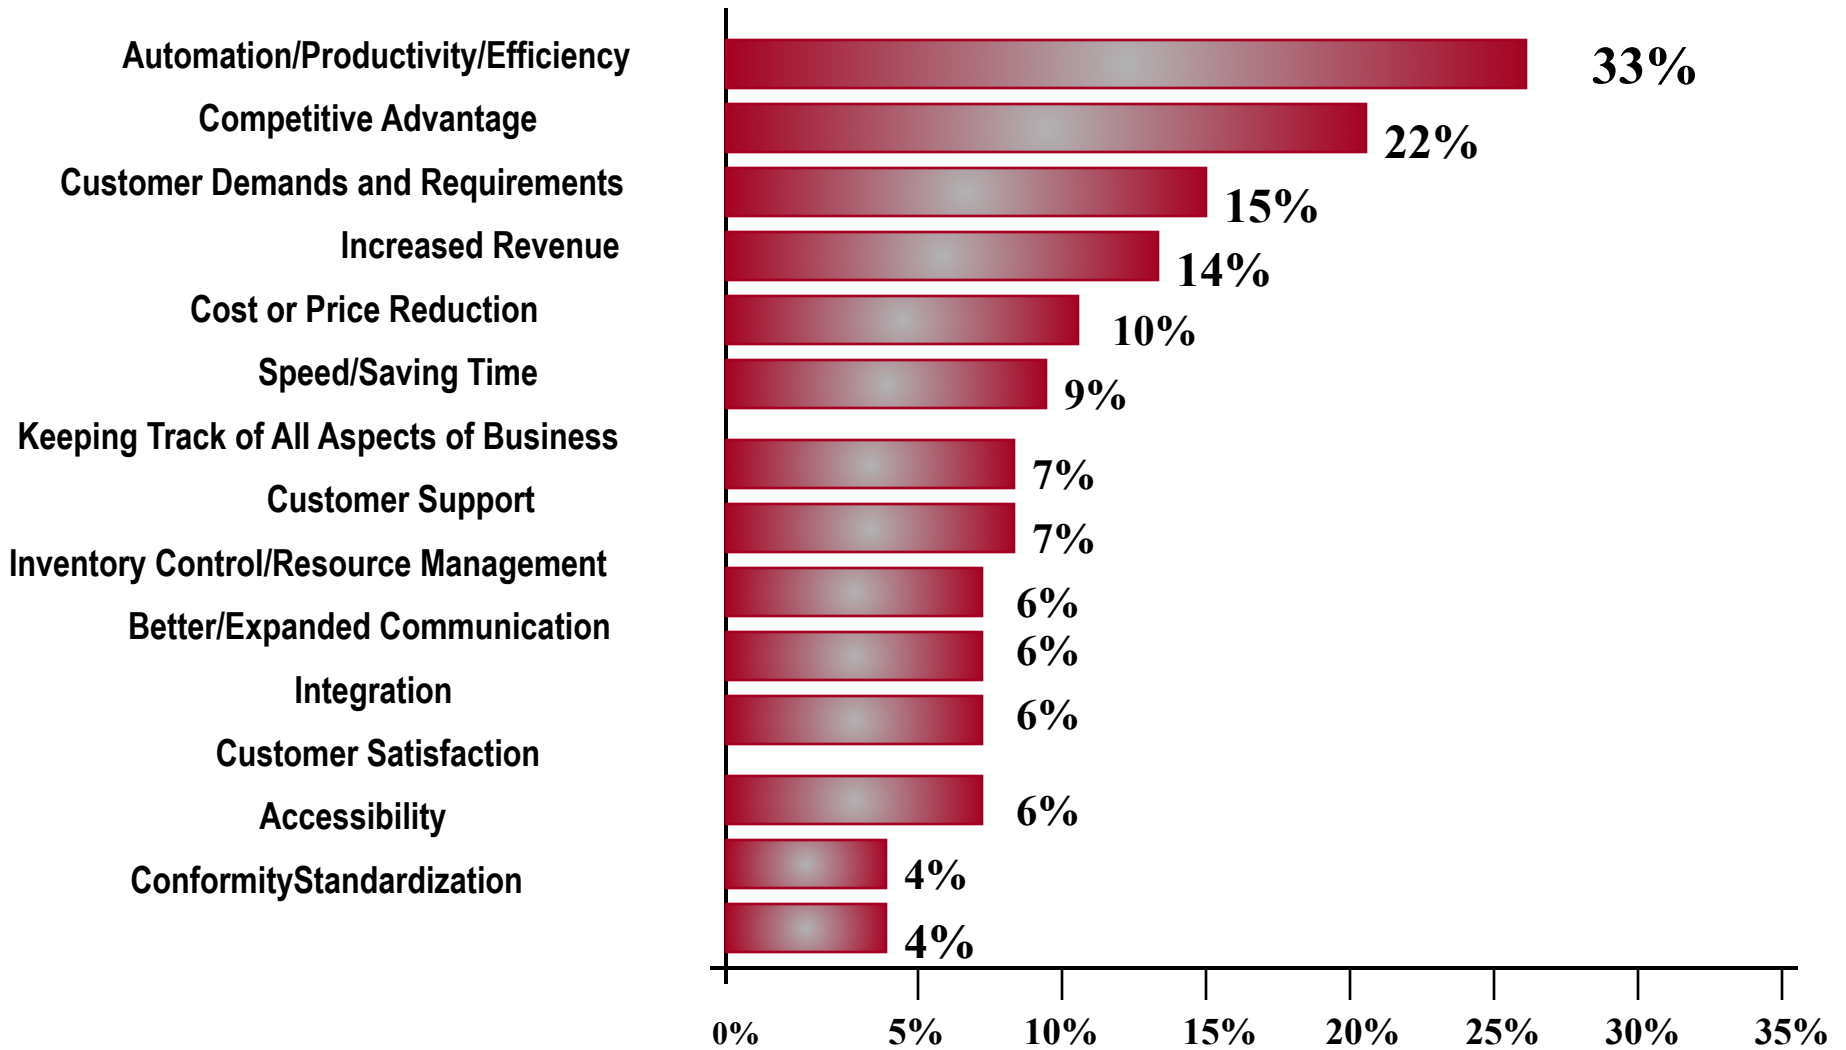 Automation/Productivity/Efficiency
33%
Competitive Advantage
22%
Customer Demands and Requirements
15%
Increased Revenue
14%
Cost or Price Reduction
10%
Speed/Saving Time
9%
Keeping Track of All Aspects of Business
7%
Customer Support
7%
Inventory Control/Resource Management
6%
Better/Expanded Communication
6%
Integration
6%
Customer Satisfaction
6%
Accessibility
4%
ConformityStandardization
4%
0% 5% 10% 15% 20% 25% 30% 35%